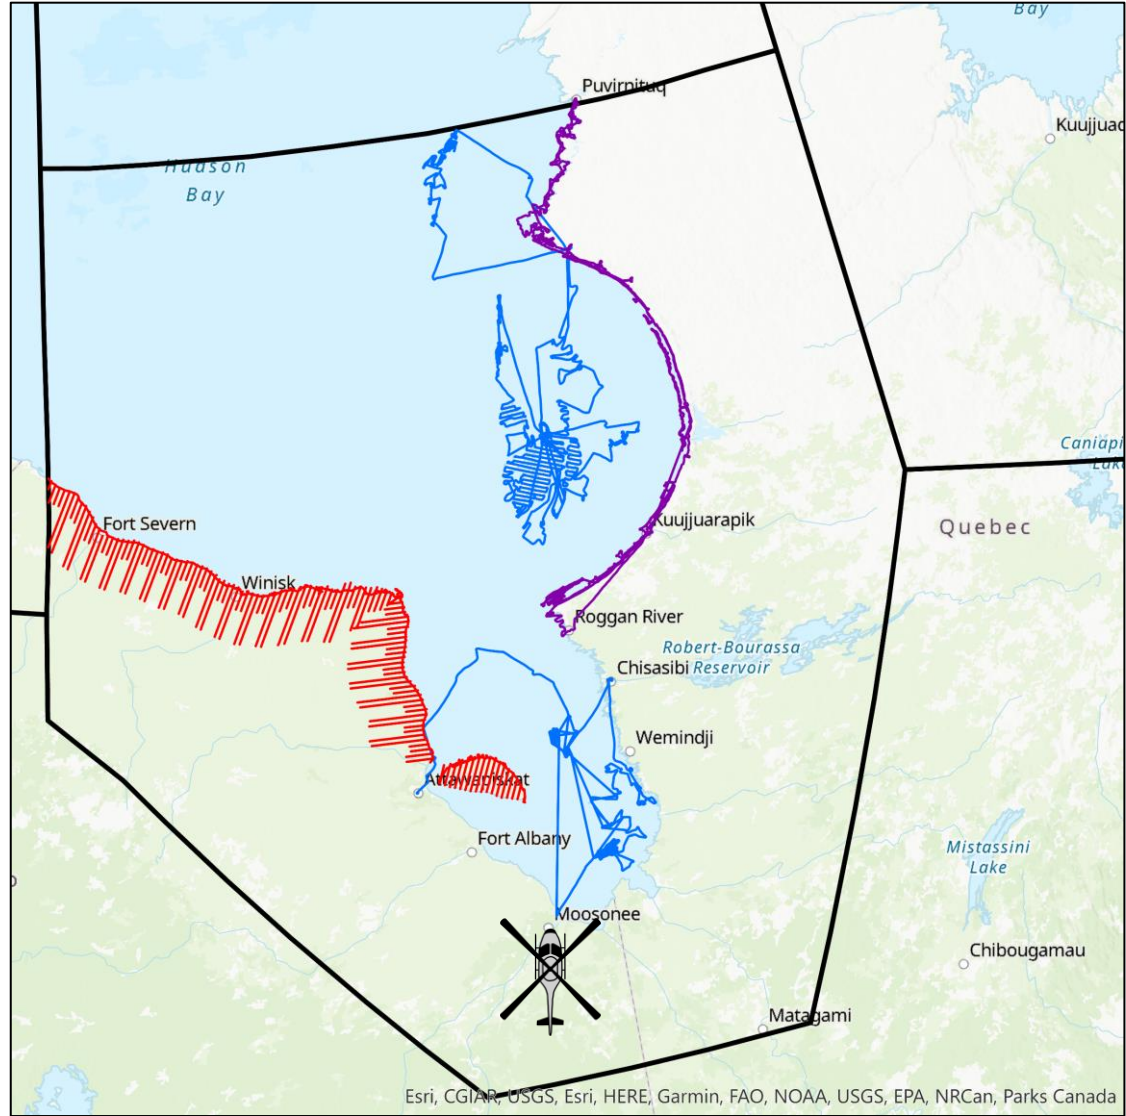 Bay
Puvirnituq
Kuujjuac
Hudson
Bay
Caniapi
Lak
Fort Severn
Kuujjuarapik
Quebec
Winisk
Roggan River
Robert-Bourassa
Reservoir
Chisasibi
Wemindji
Attawapiskat
Fort Albany
Mistassini
Lake
Moosonee
Chibougamau
Matagami
Esri, CGIAR, USGS, Esri, HERE, Garmin, FAO, NOAA, USGS, EPA, NRCan, Parks Canada